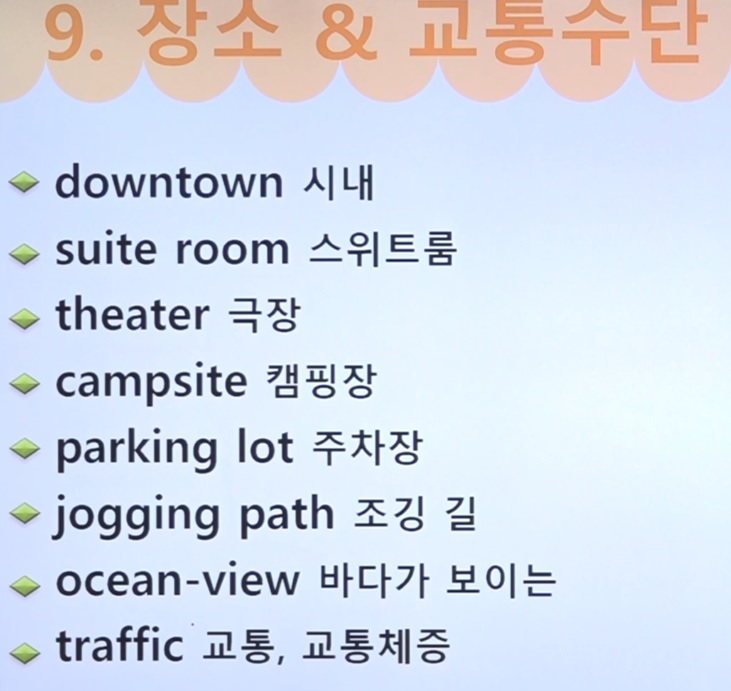 9. 장소 & 교통수단
downtown 시내
suite room 스위트룸
theater 극장
campsite 캠핑장
parking lot 주차장
jogging path 조깅 길
ocean-view 바다가 보이는
traffic 교통, 교통체증